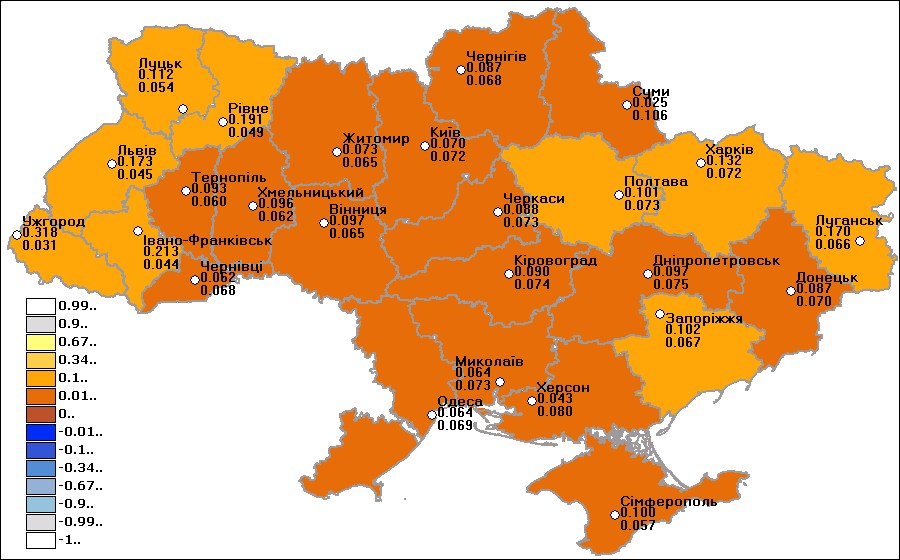 Чернігів
0.087
0.068
Суми
0.025
0.106
Луцьк
0.112
0.054
Рівне
0.191
0.049
Житомир
0.073
0.065
Київ
0.070
0.072
Харків
0.132
0.072
Львів
0.173
0.045
Тернопіль
0.093
0.060
Хмельницький
0.096
0.062
Вінниця
0.097
0.065
Черкаси
0.088
0.073
Полтава
0.101
0.073
Луганськ
0.170
0.066
Ужгород
0.318
0.031
Івано-Франківськ
0.213
0.044
Чернівці
0.062
0.068
Кіровоград
0.090
0.074
Дніпропетровськ
0.097
0.075
Донецьк
0.087
0.070
Запоріжжя
0.102
0.067
Миколаїв
0.064
0.073
Херсон
0.043
0.080
Одеса
0.064
0.069
Сімферополь
0.100
0.057
0.99..
0.9..
0.67..
0.34..
0.1..
0.01..
0..
-0.01..
-0.1..
-0.34..
-0.67..
-0.9..
-0.99..
-1..